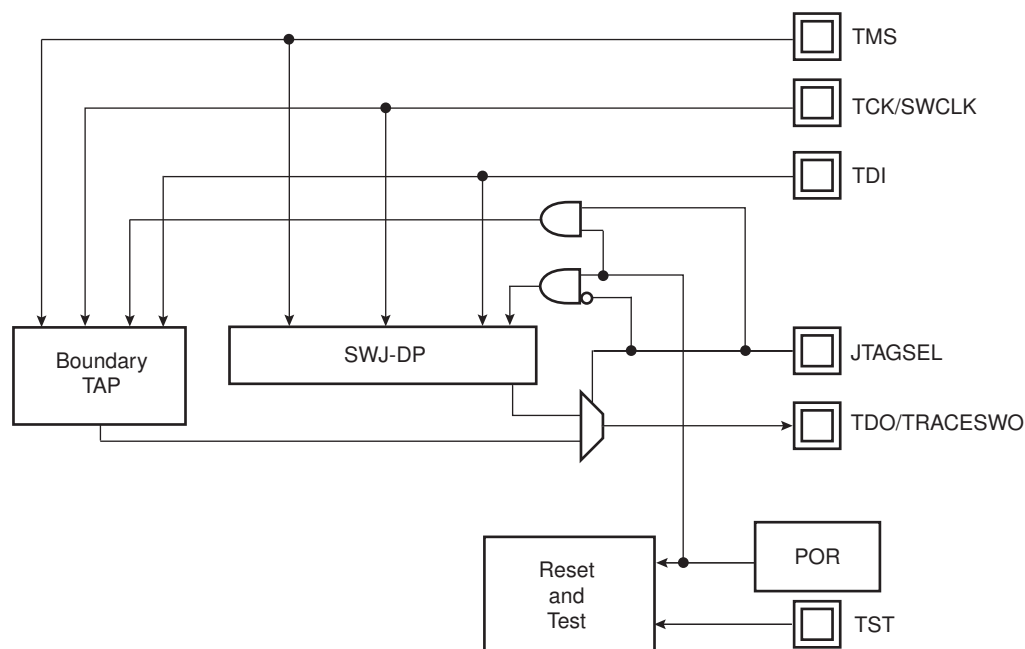 TMS
TCK/SWCLK
TDI
Boundary
TAP
SWJ-DP
JTAGSEL
TDO/TRACESWO
Reset
and
Test
POR
TST